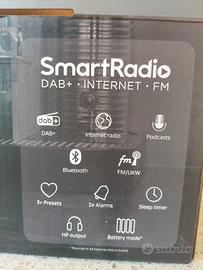 SmartRadio
DAB+ • INTERNET • FM
dab+
DAB+
Internet radio
Podcasts
Bluetooth
fm
FM/UKW
3× Presets
2x Alarms
Sleep timer
HP output
Battery mode*
subito